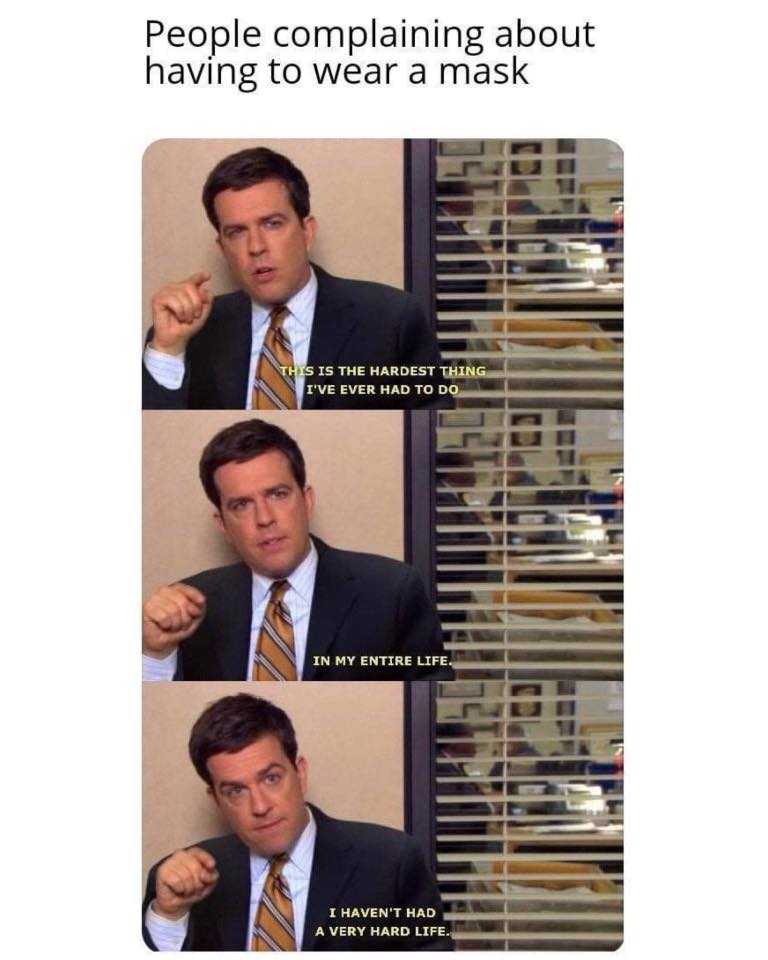 People complaining about
having to wear a mask
THIS IS THE HARDEST THING
I'VE EVER HAD TO DO
IN MY ENTIRE LIFE.
I HAVEN'T HAD
A VERY HARD LIFE.